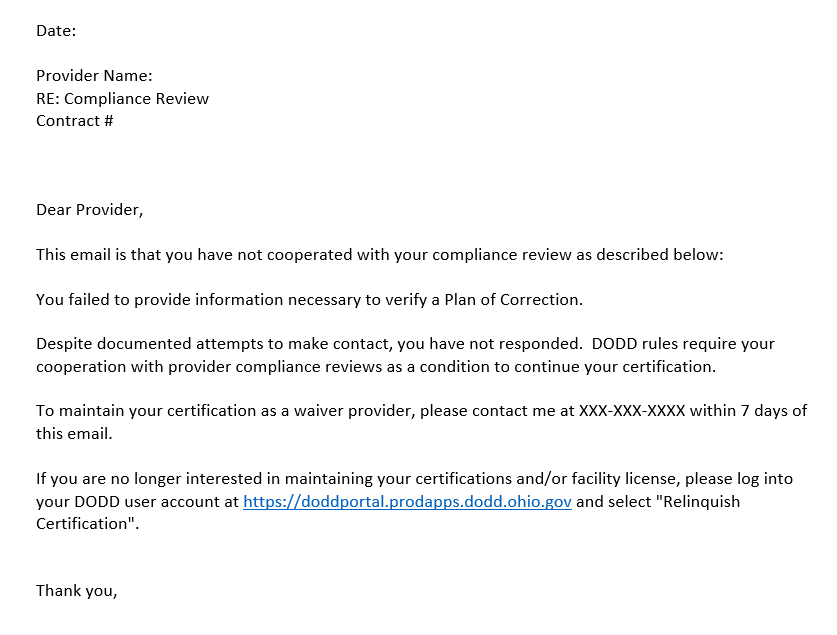 Date:
Provider Name:
RE: Compliance Review
Contract #
Dear Provider,
This email is that you have not cooperated with your compliance review as described below:
You failed to provide information necessary to verify a Plan of Correction.
Despite documented attempts to make contact, you have not responded.  DODD rules require your
cooperation with provider compliance reviews as a condition to continue your certification.
To maintain your certification as a waiver provider, please contact me at XXX-XXX-XXXX within 7 days of
this email.
If you are no longer interested in maintaining your certifications and/or facility license, please log into
your DODD user account at https://doddportal.prodapps.dodd.ohio.gov and select "Relinquish
Certification".
Thank you,